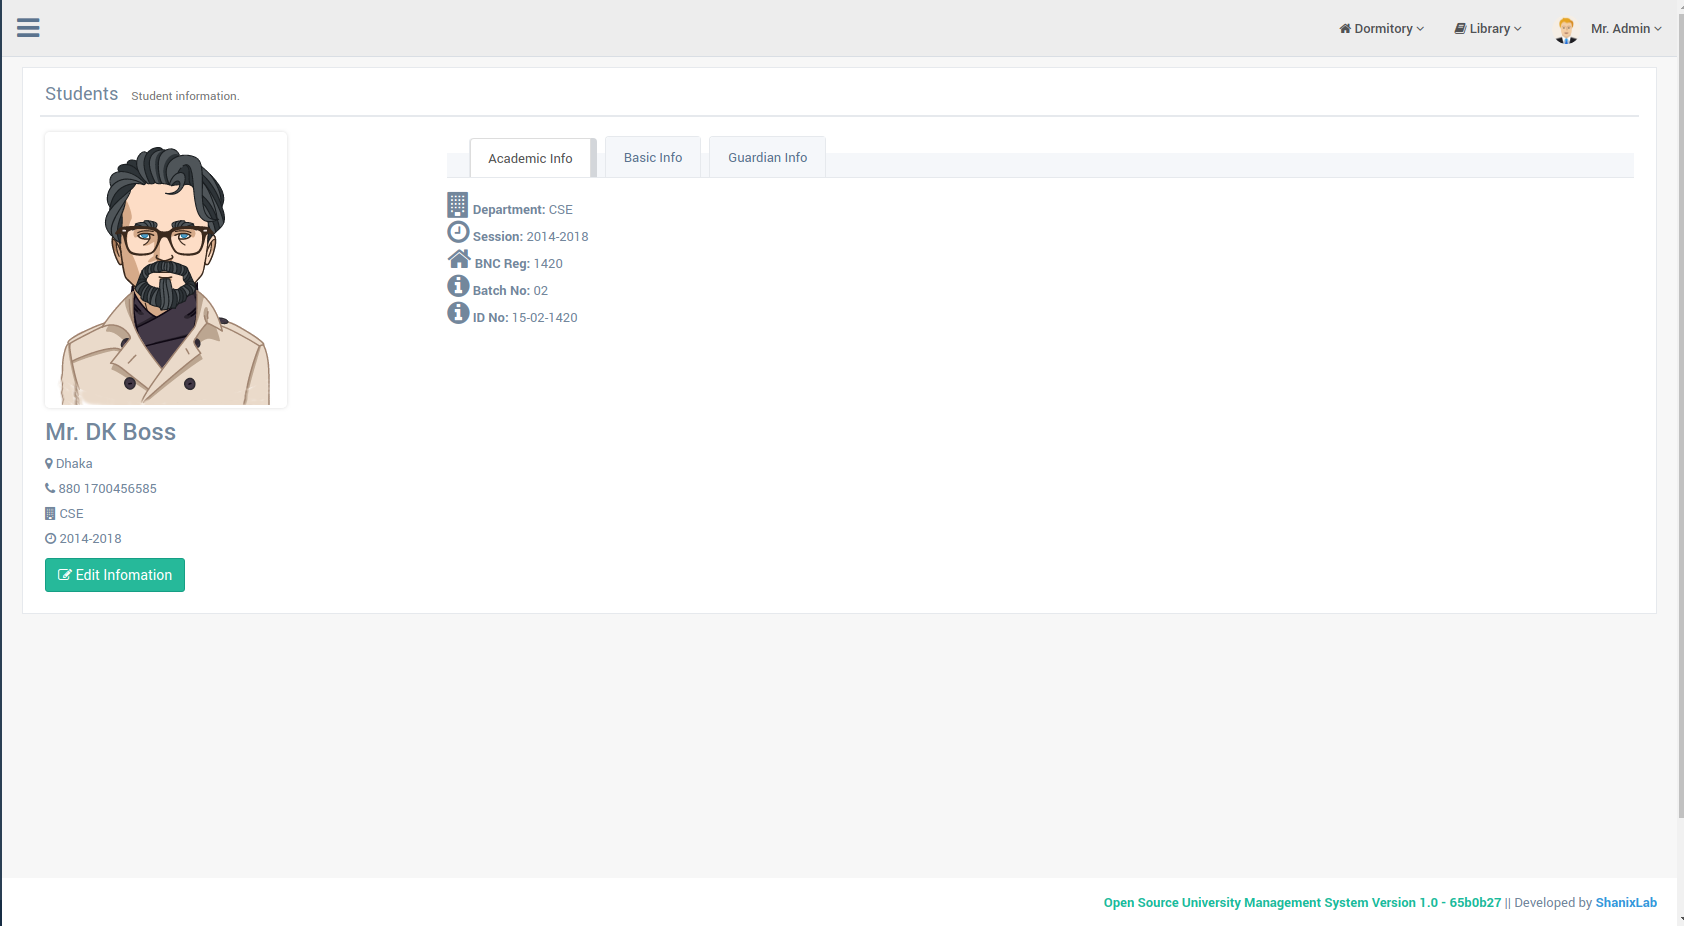 Dormitory Library Mr. Admin
Students Student information.
Academic Info Basic Info Guardian Info
Department: CSE
Session: 2014-2018
BNC Reg: 1420
Batch No: 02
ID No: 15-02-1420
Mr. DK Boss
Dhaka
880 1700456585
CSE
2014-2018
Edit Infomation
Open Source University Management System Version 1.0 - 65b0b27 || Developed by ShanixLab